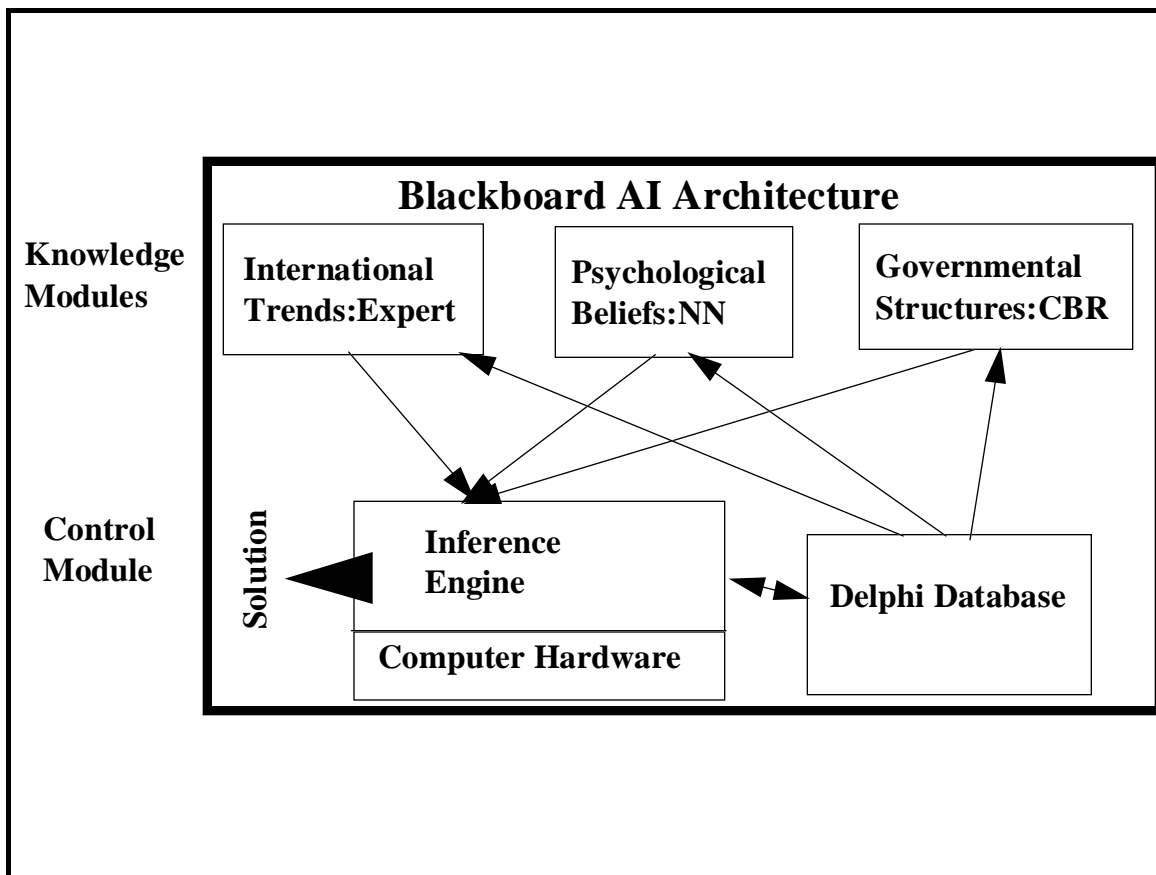 Blackboard AI Architecture
Knowledge
Modules
International
Trends:Expert
Psychological
Beliefs:NN
Governmental
Structures:CBR
Control
Module
Solution
Inference
Engine
Computer Hardware
Delphi Database